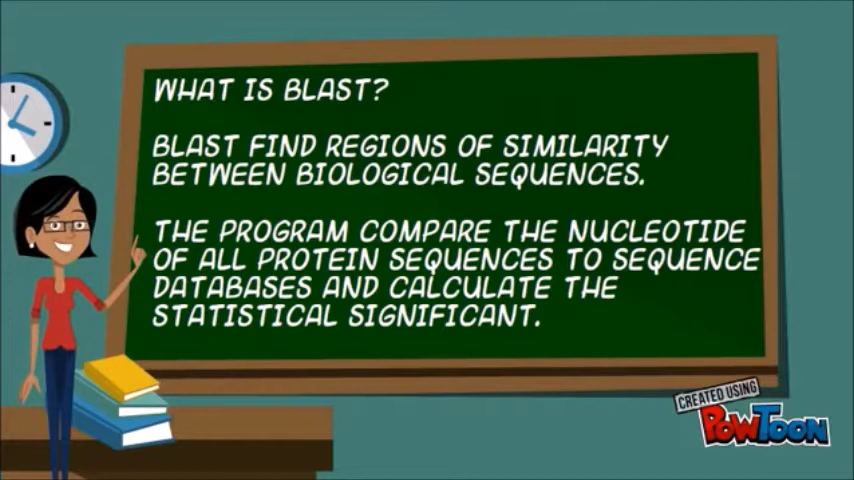 WHAT IS BLAST?
BLAST FIND REGIONS OF SIMILARITY
BETWEEN BIOLOGICAL SEQUENCES.
THE PROGRAM COMPARE THE NUCLEOTIDE
OF ALL PROTEIN SEQUENCES TO SEQUENCE
DATABASES AND CALCULATE THE
STATISTICAL SIGNIFICANT.
CREATED USING
POWTOON